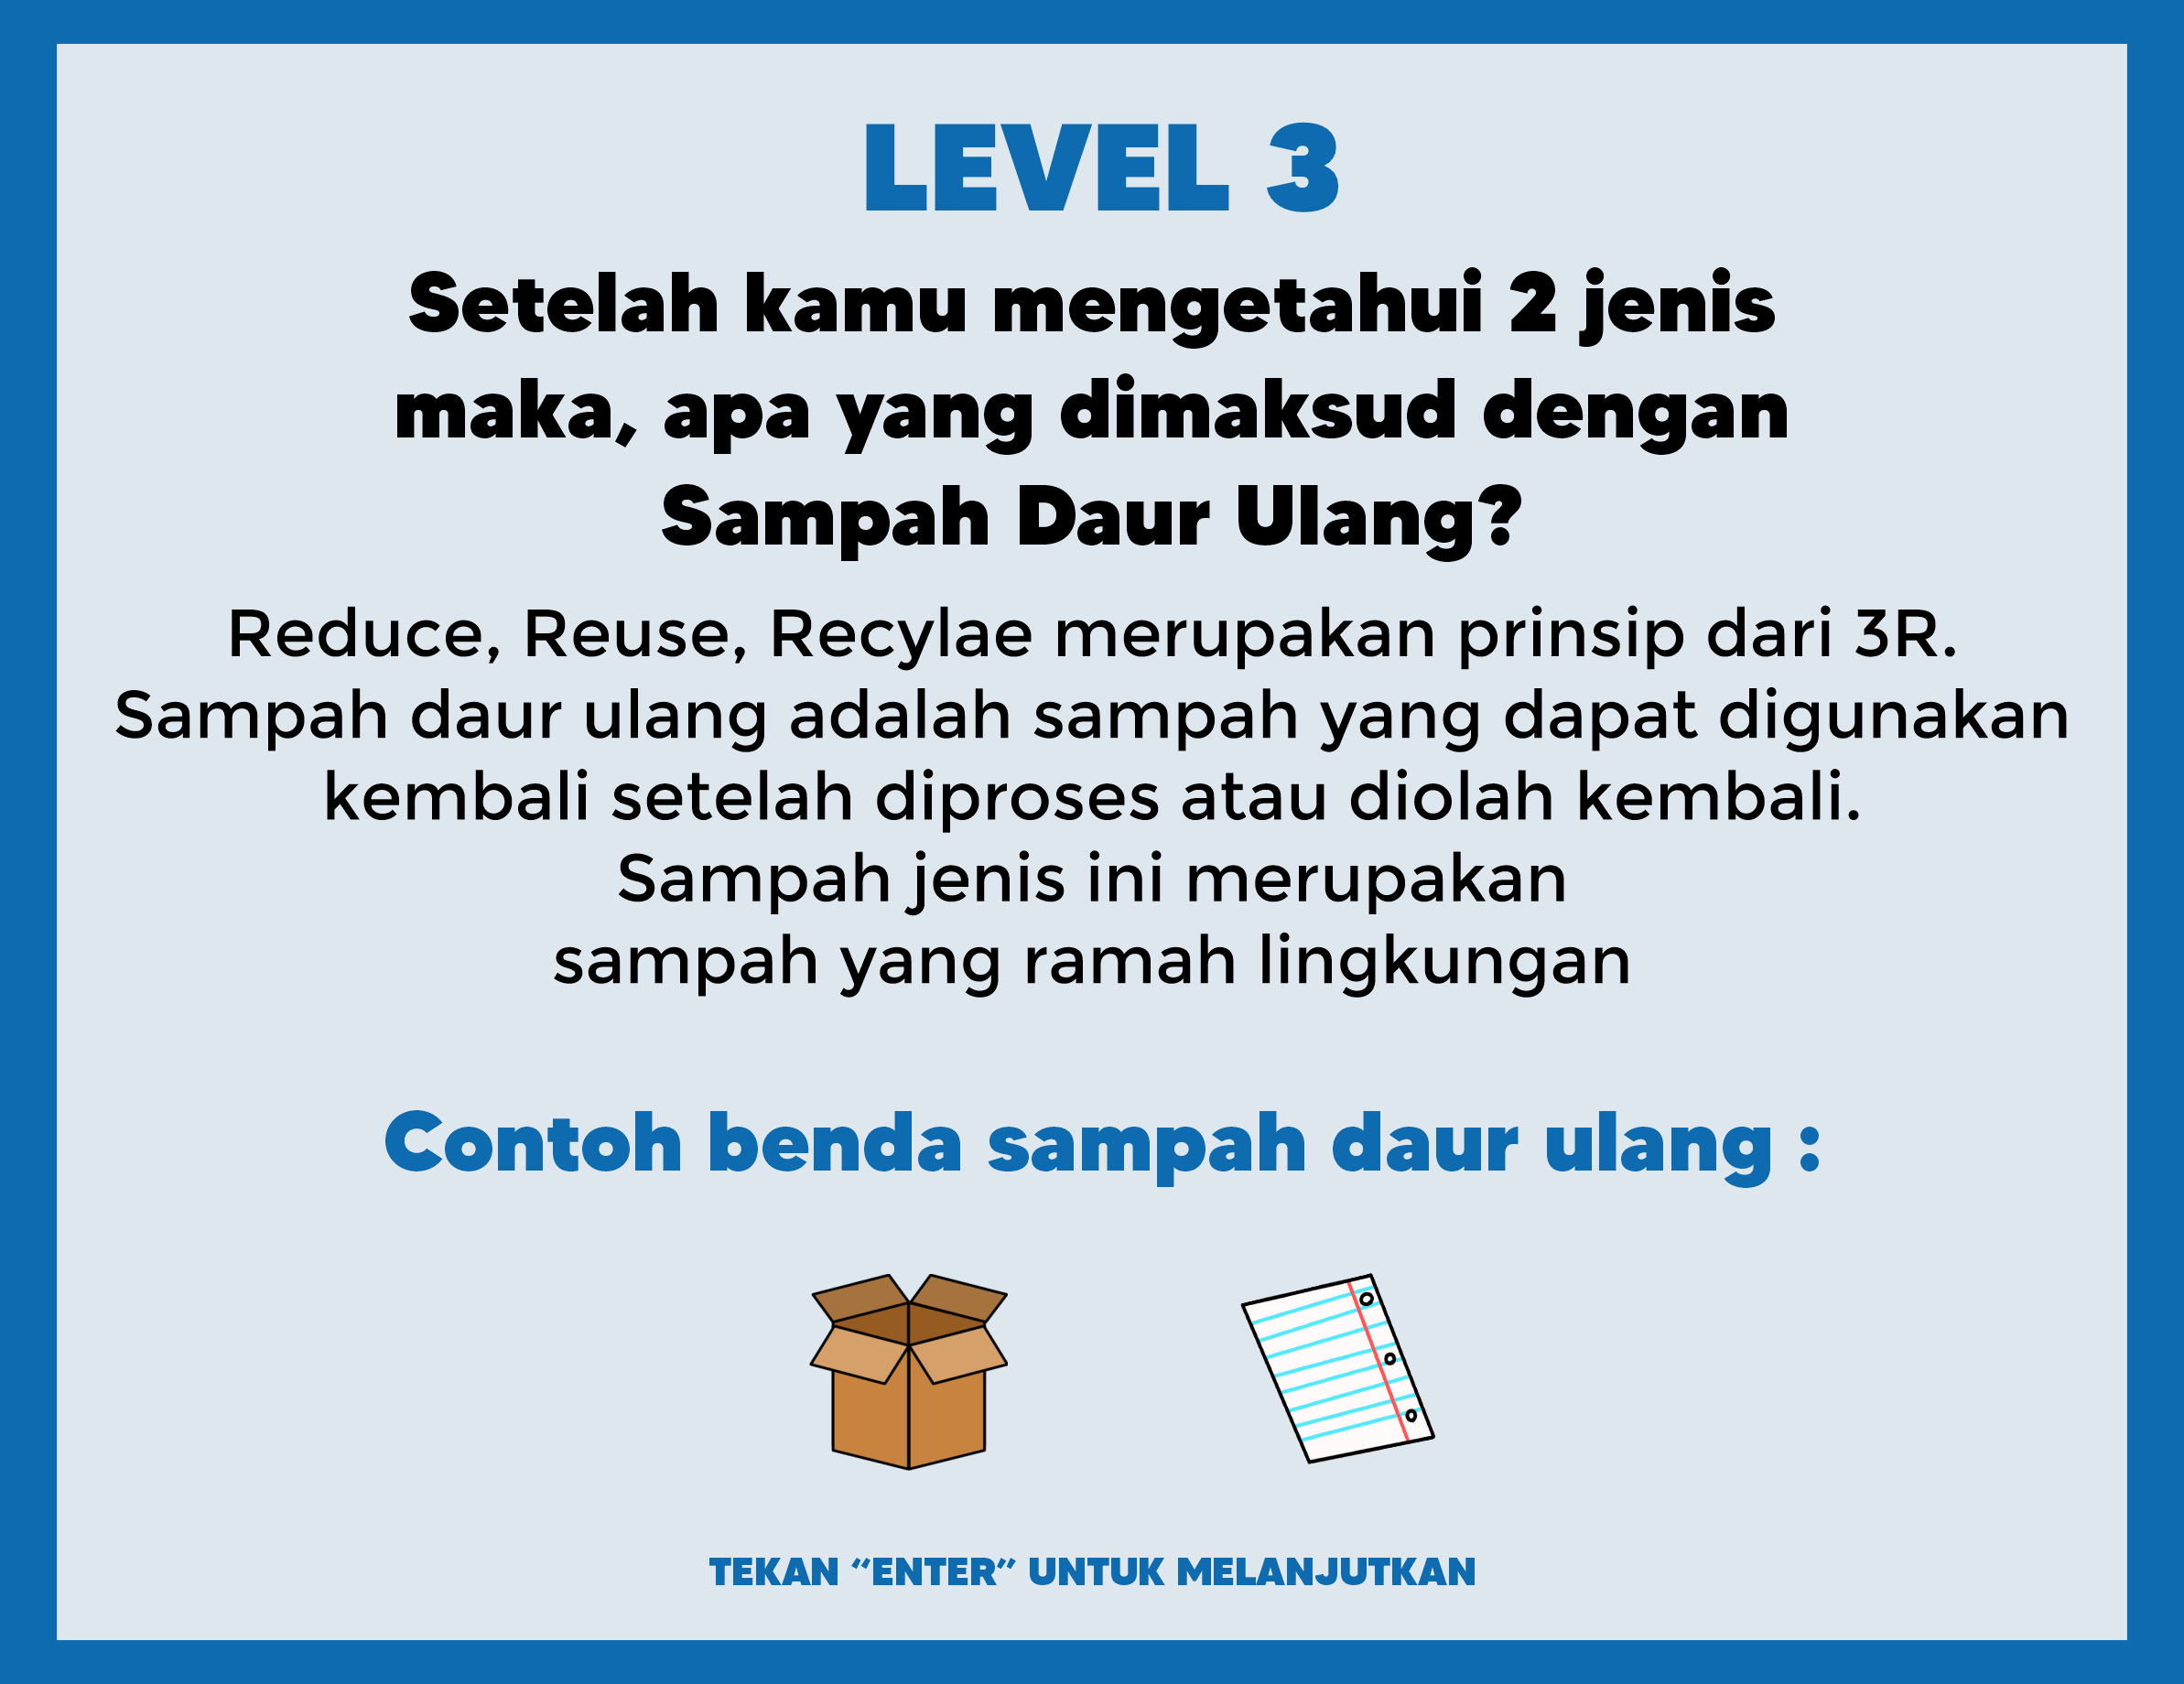 LEVEL 3
Setelah kamu mengetahui 2 jenis
maka, apa yang dimaksud dengan
Sampah Daur Ulang?
Reduce, Reuse, Recylae merupakan prinsip dari 3R.
Sampah daur ulang adalah sampah yang dapat digunakan
kembali setelah diproses atau diolah kembali.
Sampah jenis ini merupakan
sampah yang ramah lingkungan
Contoh benda sampah daur ulang :
TEKAN “ENTER” UNTUK MELANJUTKAN